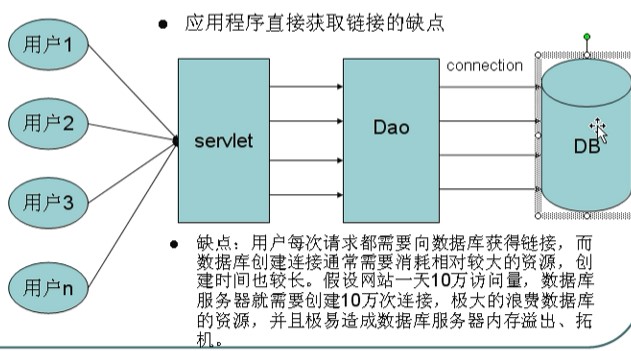 应用程序直接获取链接的缺点
用户1
用户2
用户3
用户n
servlet
Dao
connection
DB
缺点：用户每次请求都需要向数据库获得链接，而
数据库创建连接通常需要消耗相对较大的资源，创
建时间也较长。假设网站一天10万访问量，数据库
服务器就需要创建10万次连接，极大的浪费数据库
的资源，并且极易造成数据库服务器内存溢出、拓
机。